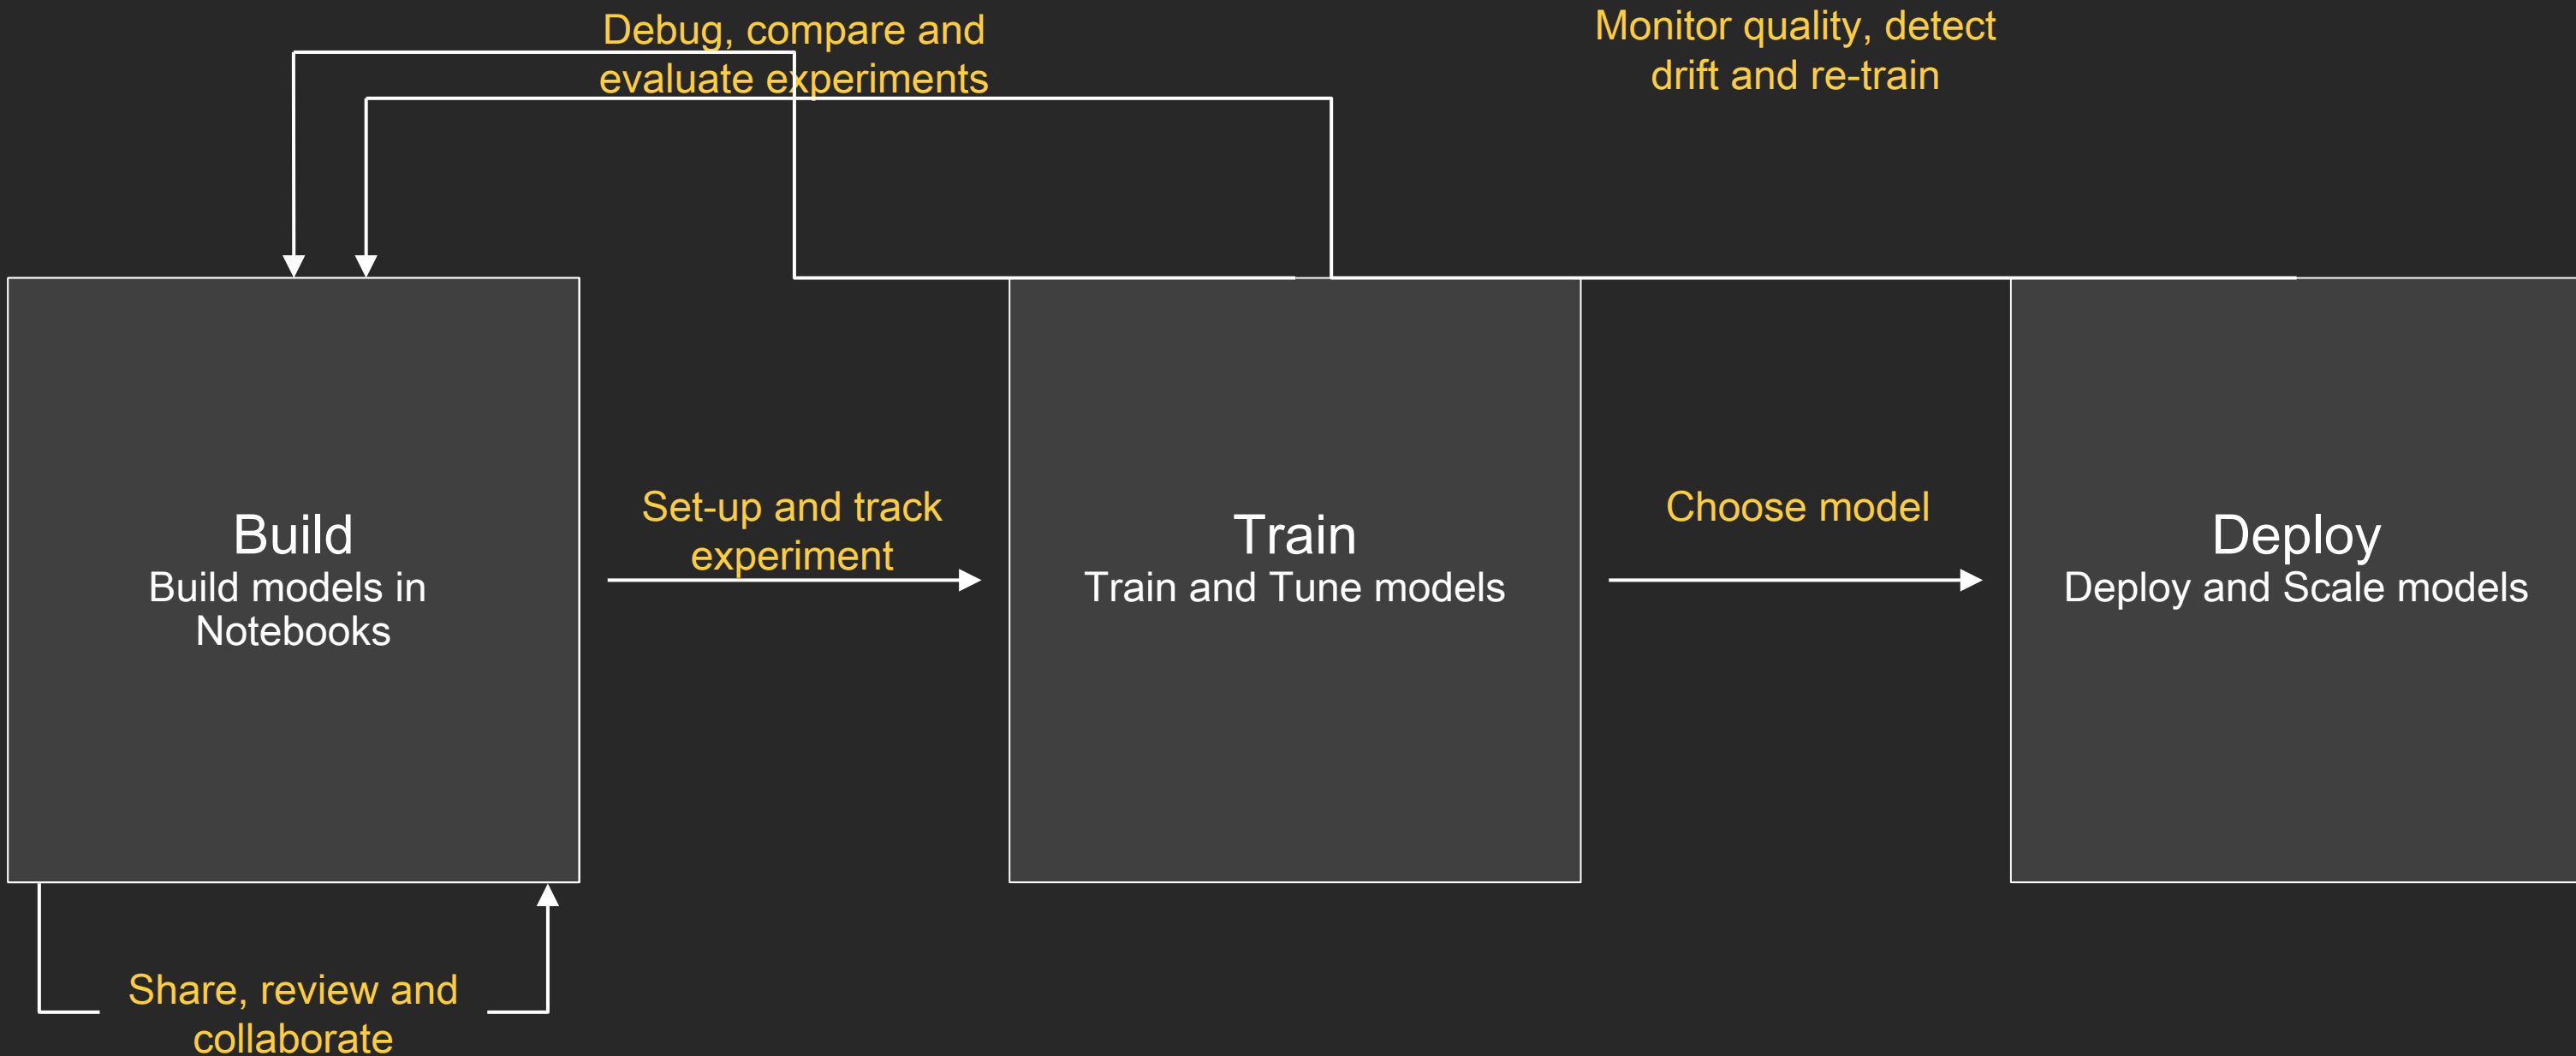 Debug, compare and
evaluate experiments
Monitor quality, detect
drift and re-train
Build
Build models in
Notebooks
Set-up and track
experiment
Train
Train and Tune models
Choose model
Deploy
Deploy and Scale models
Share, review and
collaborate